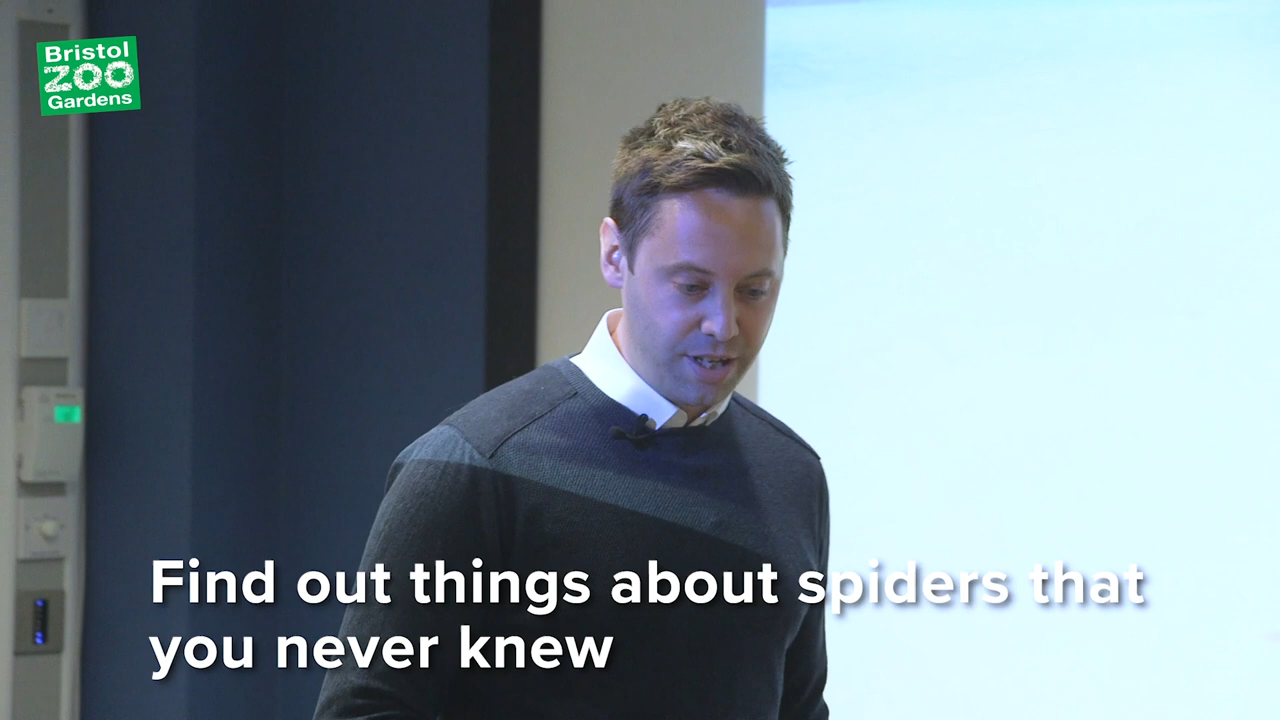 Bristol
ZOO
Gardens
Find out things about spiders that
you never knew